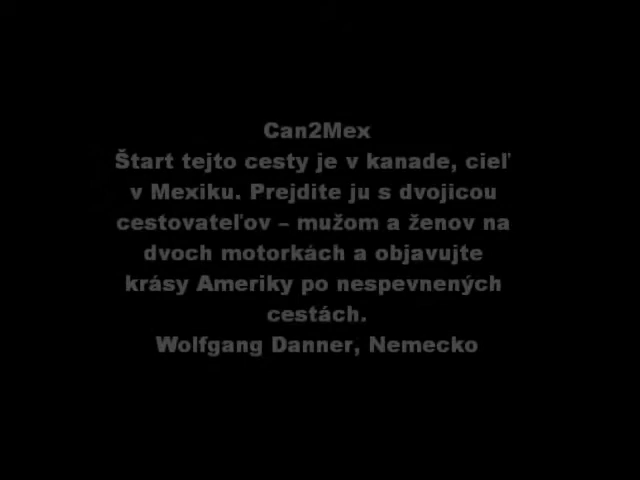 Can2Mex
Štart tejto cesty je v kanade, cieľ
v Mexiku. Prejdite ju s dvojicou
cestovateľov – mužom a ženov na
dvoch motorkách a objavujte
krásy Ameriky po nespevnených
cestách.
Wolfgang Danner, Nemecko